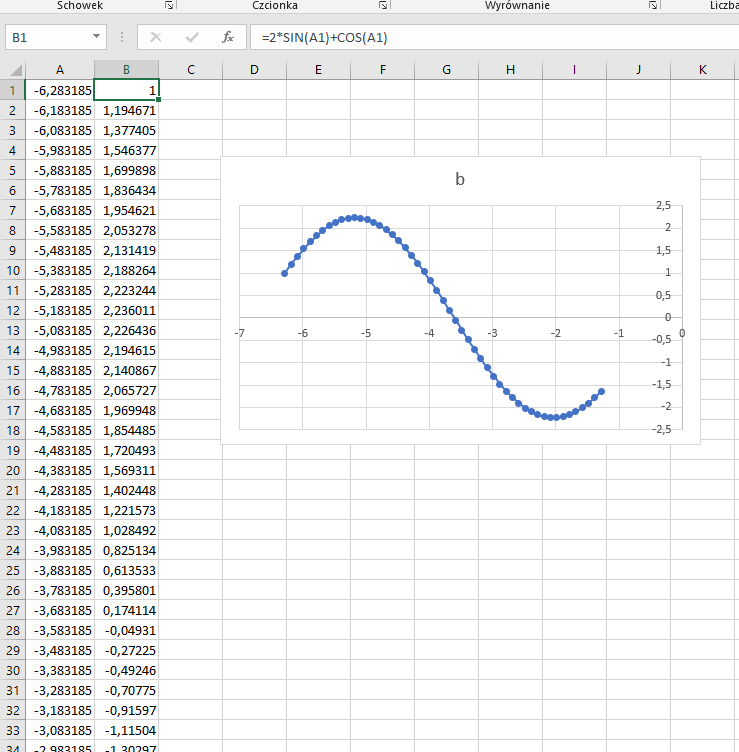 Schowek Czcionka Wyrównanie Liczba
B1 fx =2*SIN(A1)+COS(A1)
A B C D E F G H I J K
1 -6,283185 1
2 -6,183185 1,194671
3 -6,083185 1,377405
4 -5,983185 1,546377
5 -5,883185 1,699898
6 -5,783185 1,836434
7 -5,683185 1,954621
8 -5,583185 2,053278
9 -5,483185 2,131419
10 -5,383185 2,188264
11 -5,283185 2,223244
12 -5,183185 2,236011
13 -5,083185 2,226436
14 -4,983185 2,194615
15 -4,883185 2,140867
16 -4,783185 2,065727
17 -4,683185 1,969948
18 -4,583185 1,854485
19 -4,483185 1,720493
20 -4,383185 1,569311
21 -4,283185 1,402448
22 -4,183185 1,221573
23 -4,083185 1,028492
24 -3,983185 0,825134
25 -3,883185 0,613533
26 -3,783185 0,395801
27 -3,683185 0,174114
28 -3,583185 -0,04931
29 -3,483185 -0,27225
30 -3,383185 -0,49246
31 -3,283185 -0,70775
32 -3,183185 -0,91597
33 -3,083185 -1,11504
34 -2,983185 -1,30297
b
2,5
2
1,5
1
0,5
0
-0,5
-1
-1,5
-2
-2,5
-7 -6 -5 -4 -3 -2 -1 0